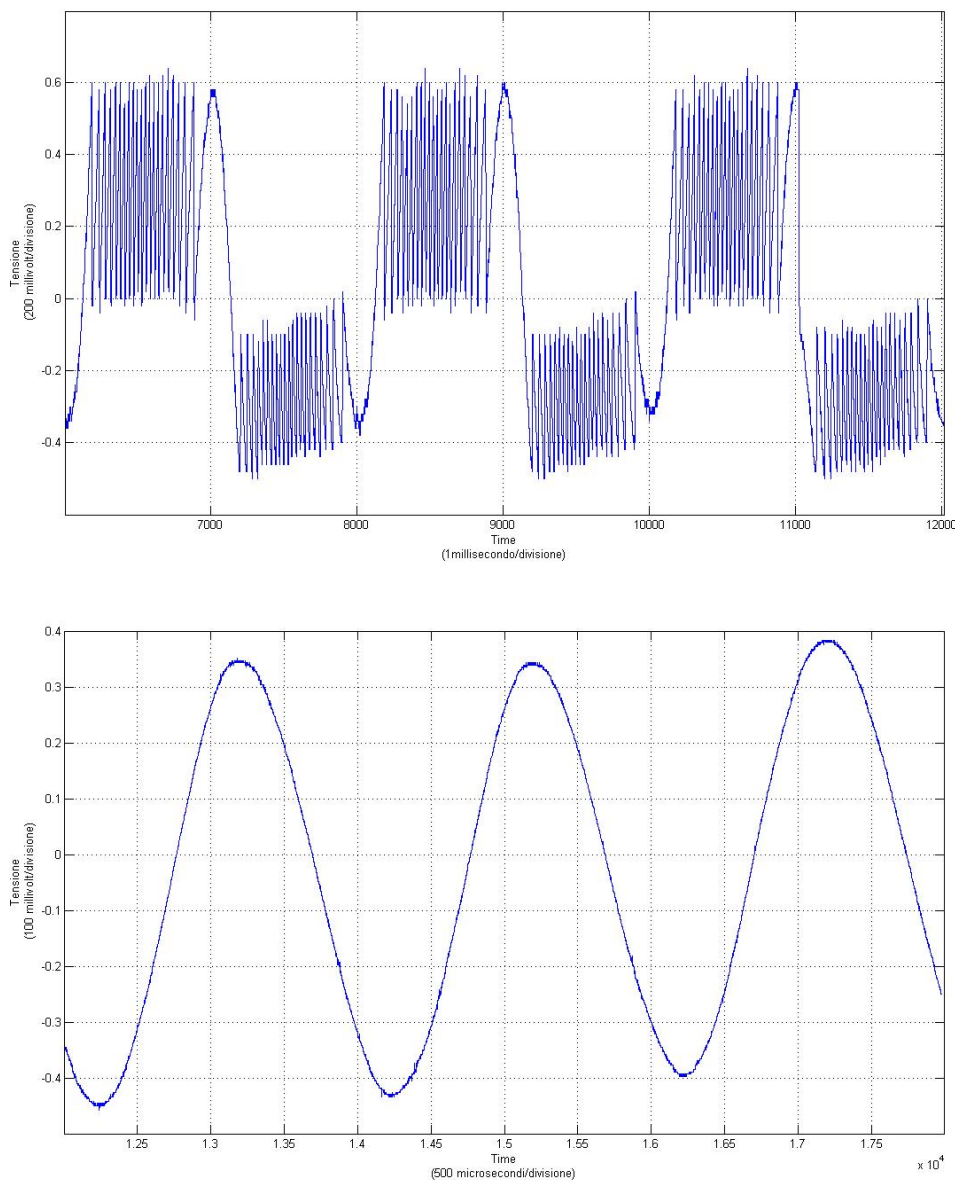 0.6
0.4
0.2
0
-0.2
-0.4
Tensione
(200 millivolt/divisione)
7000 8000 9000 10000 11000 12000
Time
(1millisecondo/divisione)
0.4
0.3
0.2
0.1
0
-0.1
-0.2
-0.3
-0.4
Tensione
(100 millivolt/divisione)
1.25 1.3 1.35 1.4 1.45 1.5 1.55 1.6 1.65 1.7 1.75
Time
(500 microsecondi/divisione)
x 10^4